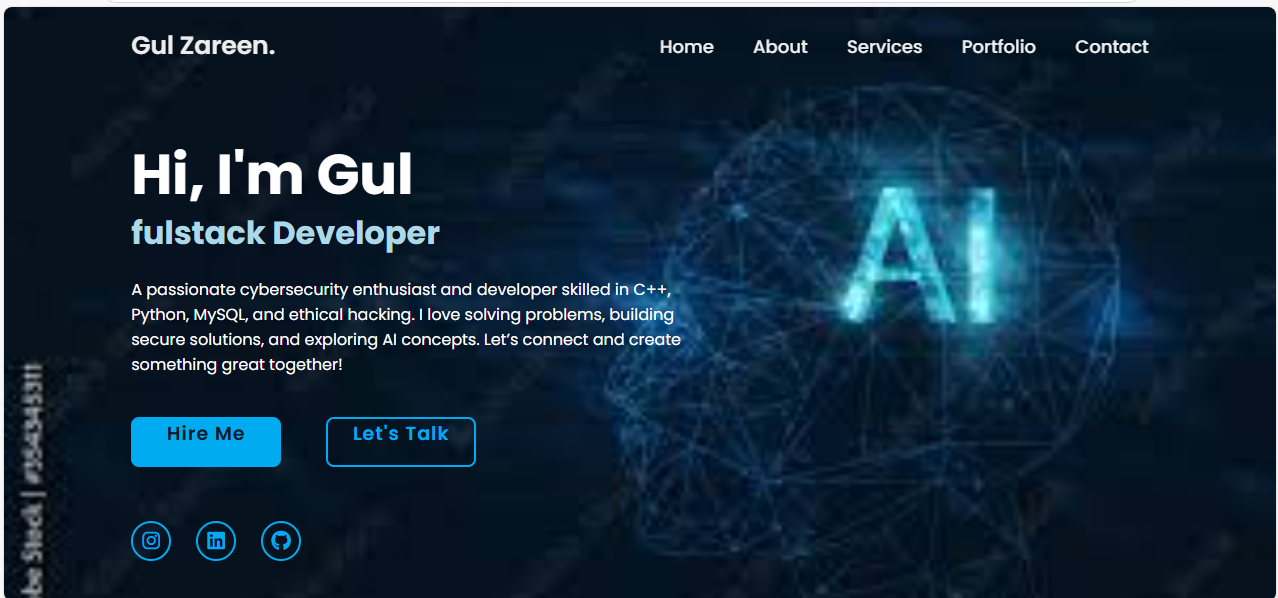 Gul Zareen.
Home About Services Portfolio Contact
Hi, I'm Gul
fulstack Developer
A passionate cybersecurity enthusiast and developer skilled in C++,
Python, MySQL, and ethical hacking. I love solving problems, building
secure solutions, and exploring AI concepts. Let’s connect and create
something great together!
Hire Me Let's Talk
AI
be Stock | #354345311